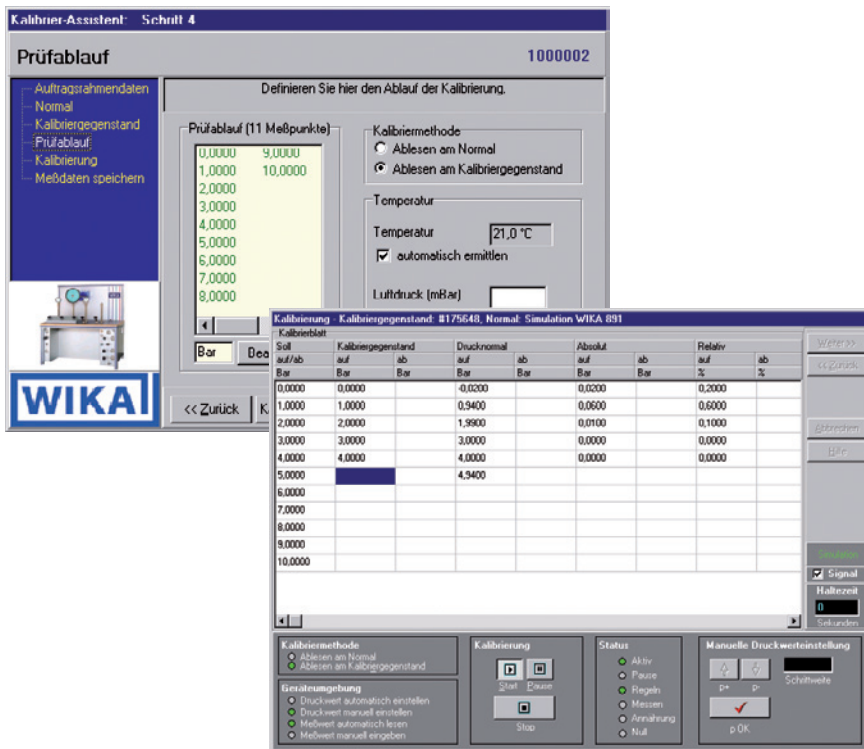 Kalibrier-Assistent: Schritt 4
Prüfablauf 1000002
Auftragsrahmendaten
Normal
Kalibriergegenstand
Prüfablauf
Kalibrierung
Meßdaten speichern
Definieren Sie hier den Ablauf der Kalibrierung.
Prüfablauf (11 Meßpunkte)
0,0000 9,0000
1,0000 10,0000
2,0000
3,0000
4,0000
5,0000
6,0000
7,0000
8,0000
Bar Bea
Kalibriermethode
Ablesen am Normal
Ablesen am Kalibriergegenstand
Temperatur
Temperatur 21,0 °C
automatisch ermitteln
Luftdruck (mBar)
WIKA
<< Zurück K
Kalibrierung - Kalibriergegenstand: #175648, Normal: Simulation WIKA 891
Kalibrierblatt
Soll Kalibriergegenstand Drucknormal Absolut Relativ
auf/ab auf ab auf ab auf ab auf ab
Bar Bar Bar Bar Bar Bar Bar % %
0,0000 0,0000 -0,0200 0,0200 0,2000
1,0000 1,0000 0,9400 0,0600 0,6000
2,0000 2,0000 1,9900 0,0100 0,1000
3,0000 3,0000 3,0000 0,0000 0,0000
4,0000 4,0000 4,0000 0,0000 0,0000
5,0000 4,9400
6,0000
7,0000
8,0000
9,0000
10,0000
Weiter>>
<<Zurück
Abbrechen
Hilfe
Simulation
Signal
Haltezeit
0
Sekunden
Kalibriermethode
Ablesen am Normal
Ablesen am Kalibriergegenstand
Geräteumgebung
Druckwert automatisch einstellen
Druckwert manuell einstellen
Meßwert automatisch lesen
Meßwert manuell eingeben
Kalibrierung
Start Pause
Stop
Status
Aktiv
Pause
Regeln
Messen
Annährung
Null
Manuelle Druckwerteinstellung
p+ p- Schrittweite
p OK